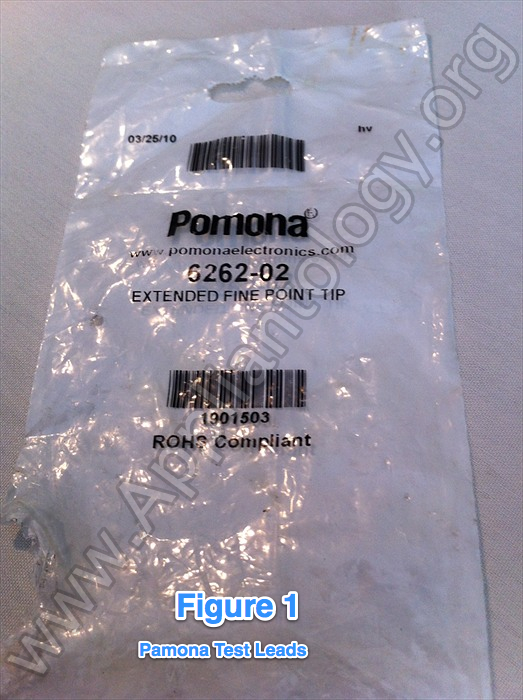 03/25/10 hv
Pomona®
www.pomonaelectronics.com
6262-02
EXTENDED FINE POINT TIP
1901503
ROHS Compliant
Figure 1
Pamona Test Leads
www.Appliantology.org